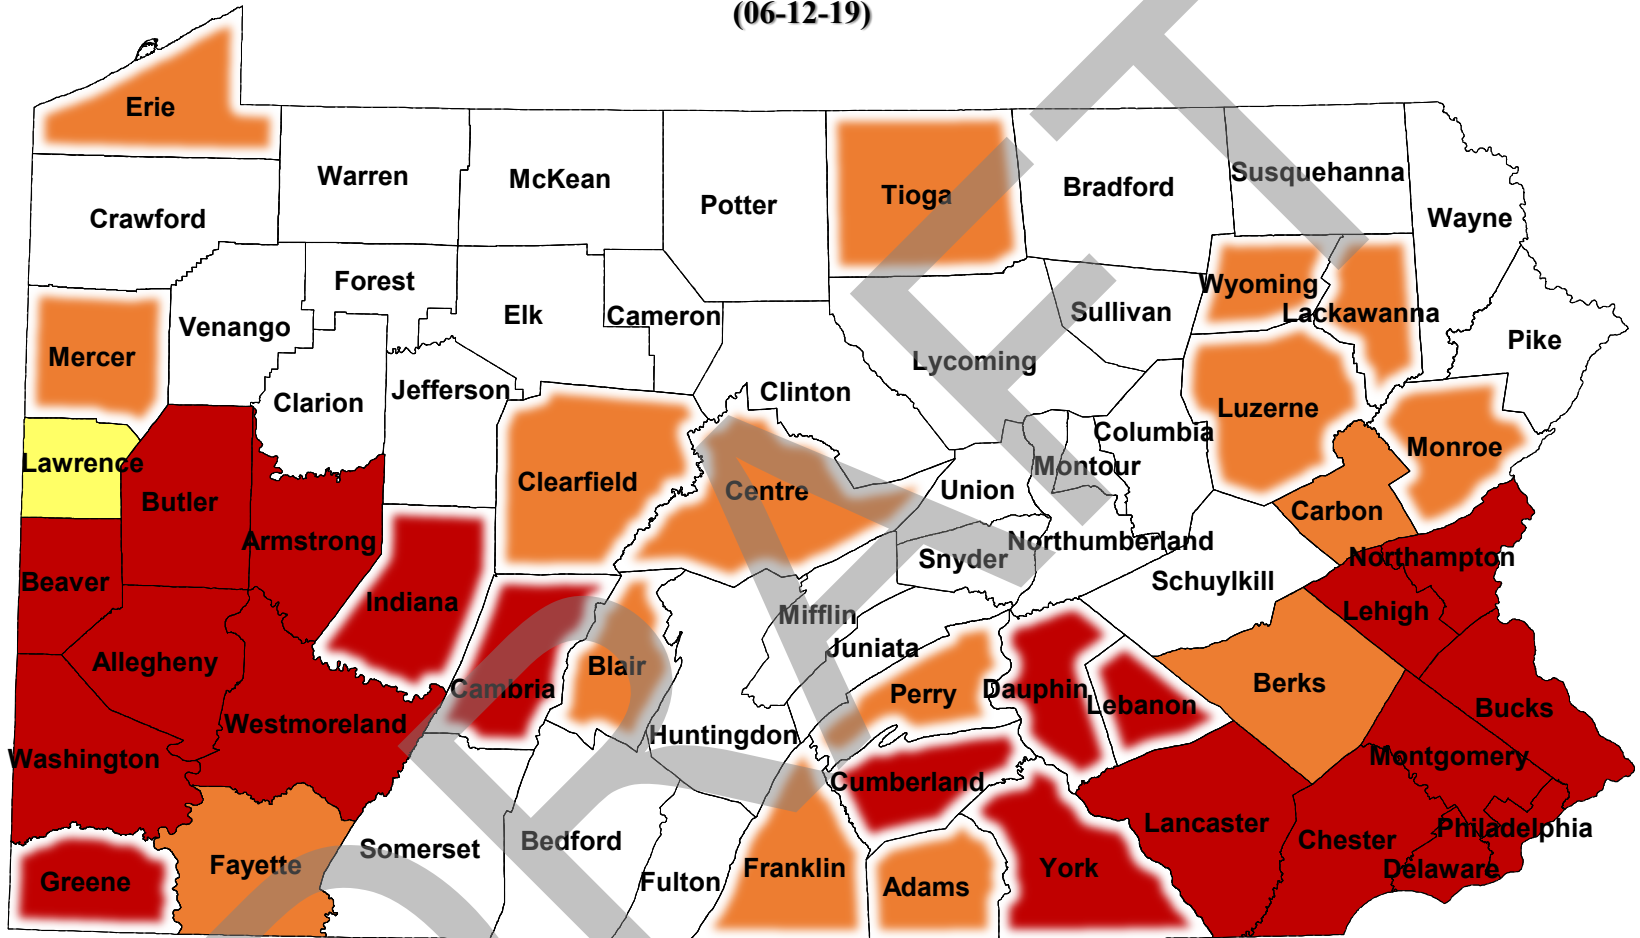 (06-12-19)
Erie
Warren
McKean
Potter
Tioga
Bradford
Susquehanna
Wayne
Crawford
Forest
Venango
Elk
Cameron
Sullivan
Wyoming
Lackawanna
Pike
Mercer
Clarion
Jefferson
Clinton
Lycoming
Luzerne
Columbia
Monroe
Lawrence
Butler
Clearfield
Centre
Union
Montour
Carbon
Armstrong
Snyder
Northumberland
Northampton
Beaver
Indiana
Mifflin
Schuylkill
Lehigh
Allegheny
Cambria
Blair
Juniata
Perry
Dauphin
Lebanon
Berks
Bucks
Westmoreland
Huntingdon
Washington
Cumberland
Montgomery
Lancaster
Chester
Philadelphia
Delaware
Greene
Fayette
Somerset
Bedford
Fulton
Franklin
Adams
York
DRAFT